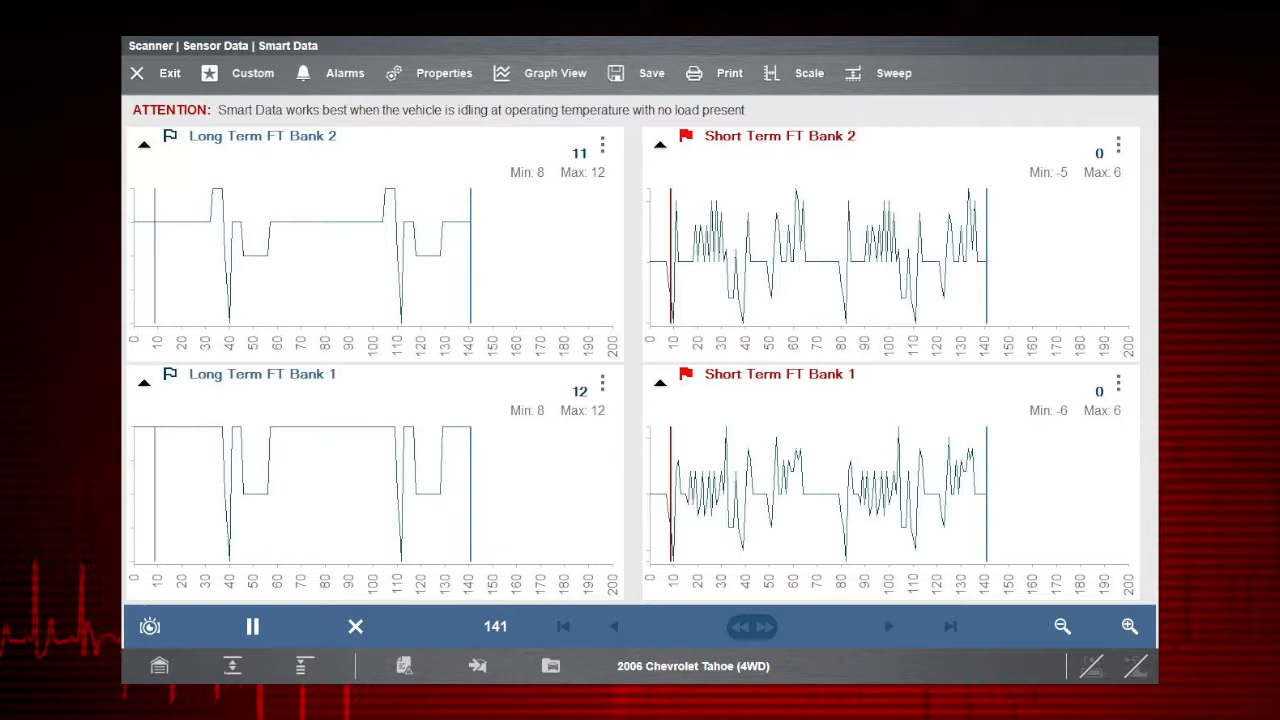 Scanner | Sensor Data | Smart Data
Exit Custom Alarms Properties Graph View Save Print Scale Sweep
ATTENTION: Smart Data works best when the vehicle is idling at operating temperature with no load present
Long Term FT Bank 2
11
Min: 8 Max: 12
0 10 20 30 40 50 60 70 80 90 100 110 120 130 140 150 160 170 180 190 200
Short Term FT Bank 2
0
Min: -5 Max: 6
0 10 20 30 40 50 60 70 80 90 100 110 120 130 140 150 160 170 180 190 200
Long Term FT Bank 1
12
Min: 8 Max: 12
0 10 20 30 40 50 60 70 80 90 100 110 120 130 140 150 160 170 180 190 200
Short Term FT Bank 1
0
Min: -6 Max: 6
0 10 20 30 40 50 60 70 80 90 100 110 120 130 140 150 160 170 180 190 200
141
2006 Chevrolet Tahoe (4WD)